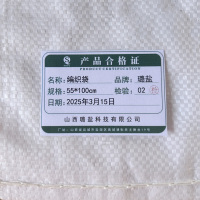 产品合格证
PRODUCT CERTIFICATION
名称:编织袋 品牌:璐盐
规格:55*100cm 检验:02
日期:2025年3月15日
山西璐盐科技有限公司